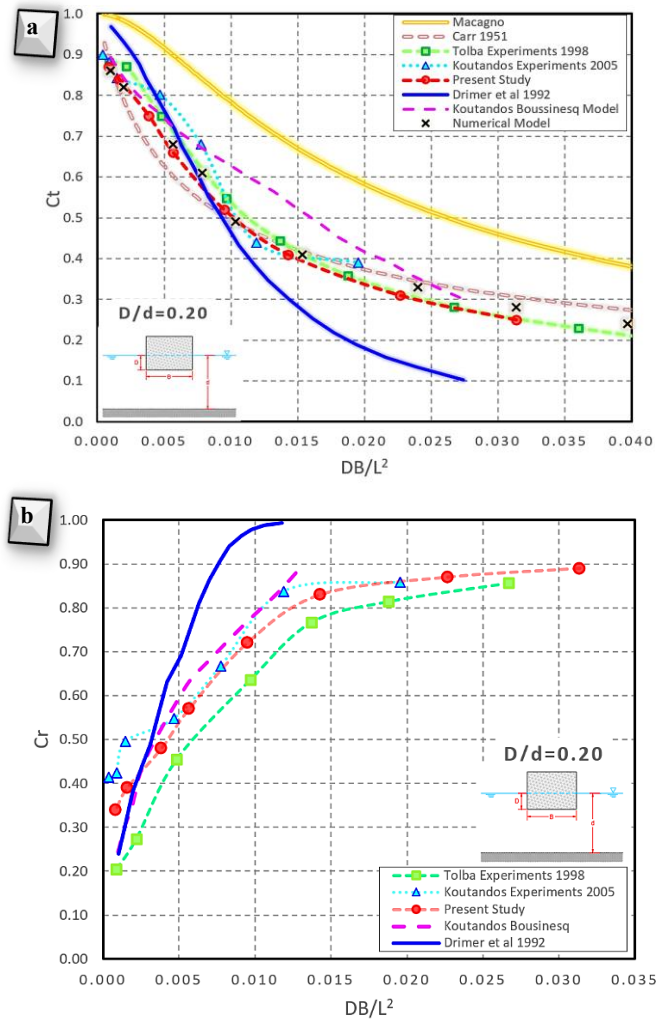 a
Ct
1.0
0.9
0.8
0.7
0.6
0.5
0.4
0.3
0.2
0.1
0.0
Macagno
Carr 1951
Tolba Experiments 1998
Koutandos Experiments 2005
Present Study
Drimer et al 1992
Koutandos Boussinesq Model
Numerical Model
D/d=0.20
D
B
d
0.000 0.005 0.010 0.015 0.020 0.025 0.030 0.035 0.040
DB/L²
b
Cr
1.00
0.90
0.80
0.70
0.60
0.50
0.40
0.30
0.20
0.10
0.00
D/d=0.20
D
B
d
Tolba Experiments 1998
Koutandos Experiments 2005
Present Study
Koutandos Bousinesq
Drimer et al 1992
0.000 0.005 0.010 0.015 0.020 0.025 0.030 0.035
DB/L²